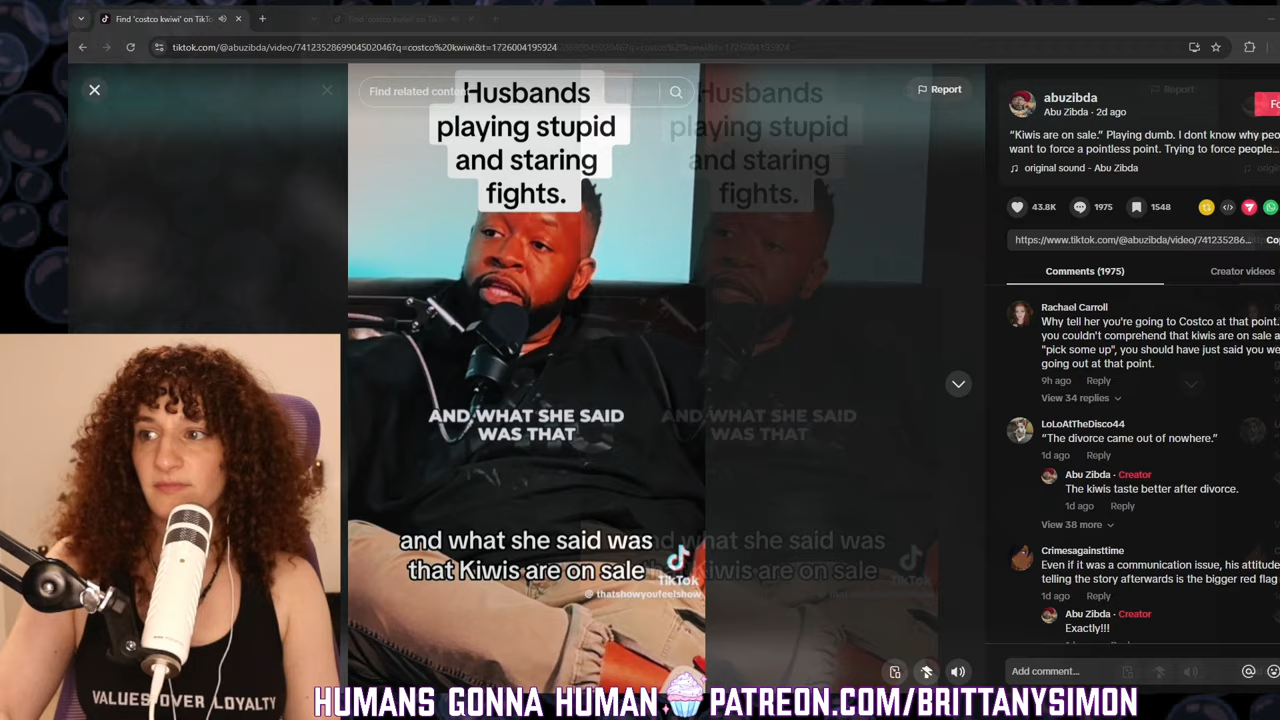 Find 'costco kwiwi' on TikTo
tiktok.com/@abuzibda/video/7412352869904502046?q=costco%20kwiwi&t=1726004195924
Find related conte
Report
Husbands
playing stupid
and staring
fights.
AND WHAT SHE SAID
WAS THAT
and what she said was
that Kiwis are on sale
TikTok
@ thatshowyoufeelshow
abuzibda
Abu Zibda · 2d ago
“Kiwis are on sale.” Playing dumb. I dont know why peo
want to force a pointless point. Trying to force people...
original sound - Abu Zibda
43.8K
1975
1548
https://www.tiktok.com/@abuzibda/video/741235286...
Co
Comments (1975)
Creator videos
Rachael Carroll
Why tell her you're going to Costco at that point?
you couldn't comprehend that kiwis are on sale a
"pick some up", you should have just said you we
going out at that point.
9h ago Reply
View 34 replies
LoLoAtTheDisco44
“The divorce came out of nowhere.”
1d ago Reply
Abu Zibda · Creator
The kiwis taste better after divorce.
1d ago Reply
View 38 more
Crimesagainsttime
Even if it was a communication issue, his attitude
telling the story afterwards is the bigger red flag
1d ago Reply
Abu Zibda · Creator
Exactly!!!
Add comment...
VALUES OVER LOYALTY
HUMANS GONNA HUMAN PATREON.COM/BRITTANYSIMON